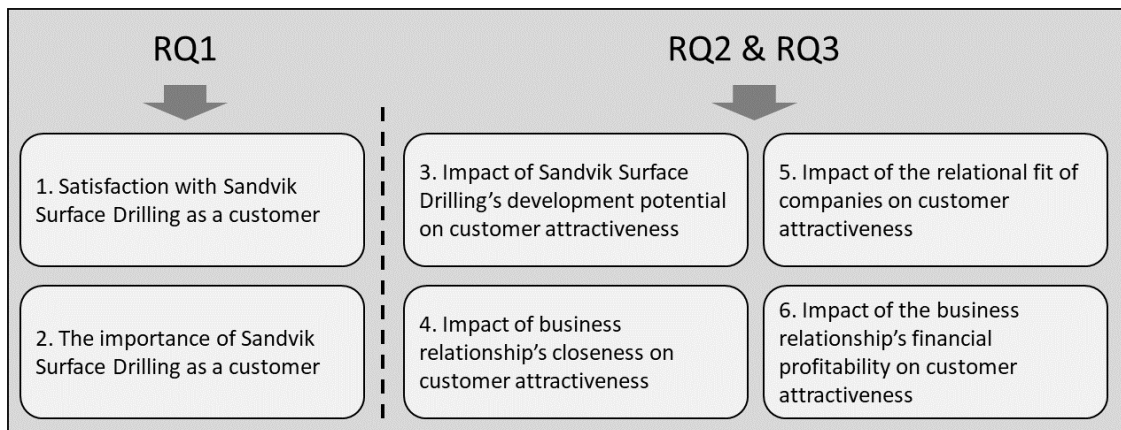 RQ1
1. Satisfaction with Sandvik
Surface Drilling as a customer
2. The importance of Sandvik
Surface Drilling as a customer
RQ2 & RQ3
3. Impact of Sandvik Surface
Drilling’s development potential
on customer attractiveness
4. Impact of business
relationship’s closeness on
customer attractiveness
5. Impact of the relational fit of
companies on customer
attractiveness
6. Impact of the business
relationship’s financial
profitability on customer
attractiveness